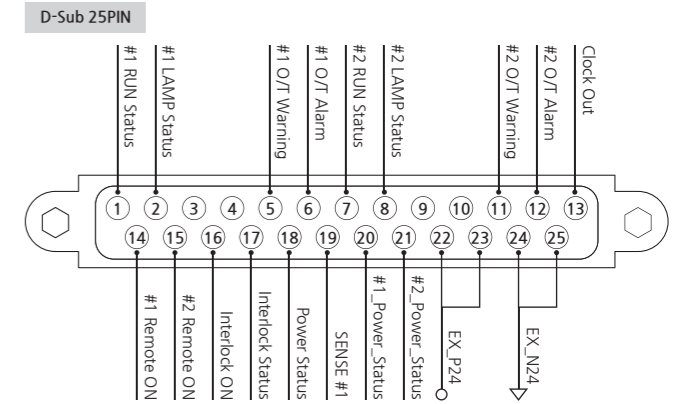 D-Sub 25PIN
#1 RUN Status
#1 LAMP Status
#1 O/T Warning
#1 O/T Alarm
#2 RUN Status
#2 LAMP Status
#2 O/T Warning
#2 O/T Alarm
Clock Out
1 2 3 4 5 6 7 8 9 10 11 12 13
14 15 16 17 18 19 20 21 22 23 24 25
#1 Remote ON
#2 Remote ON
Interlock ON
Interlock Status
Power Status
SENSE #1
#1_Power_Status
#2_Power_Status
EX_P24
EX_N24